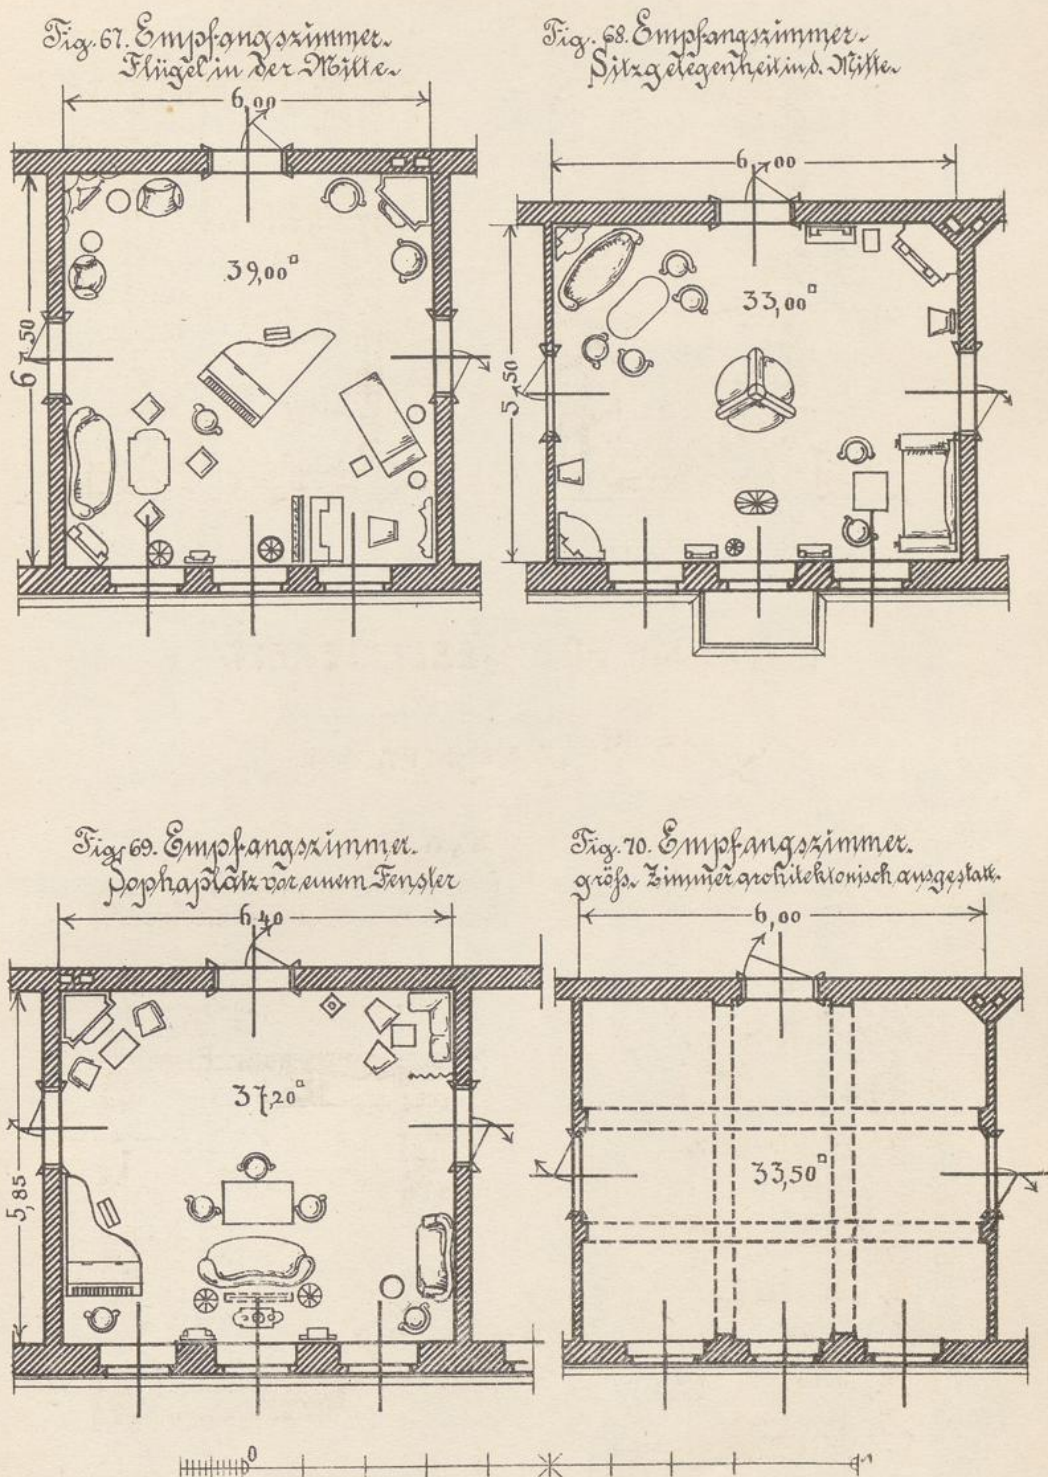 Fig. 67. Empfangszimmer.
Flügel in der Mitte.
6,00
39,00□
6,50
Fig. 68. Empfangszimmer.
Sitzgelegenheit in d. Mitte.
6,00
33,00□
5,50
Fig. 69. Empfangszimmer.
Sophaplatz vor einem Fenster
6,40
37,20□
5,85
Fig. 70. Empfangszimmer.
größ. Zimmer architektonisch ausgestatt.
6,00
33,50□
0